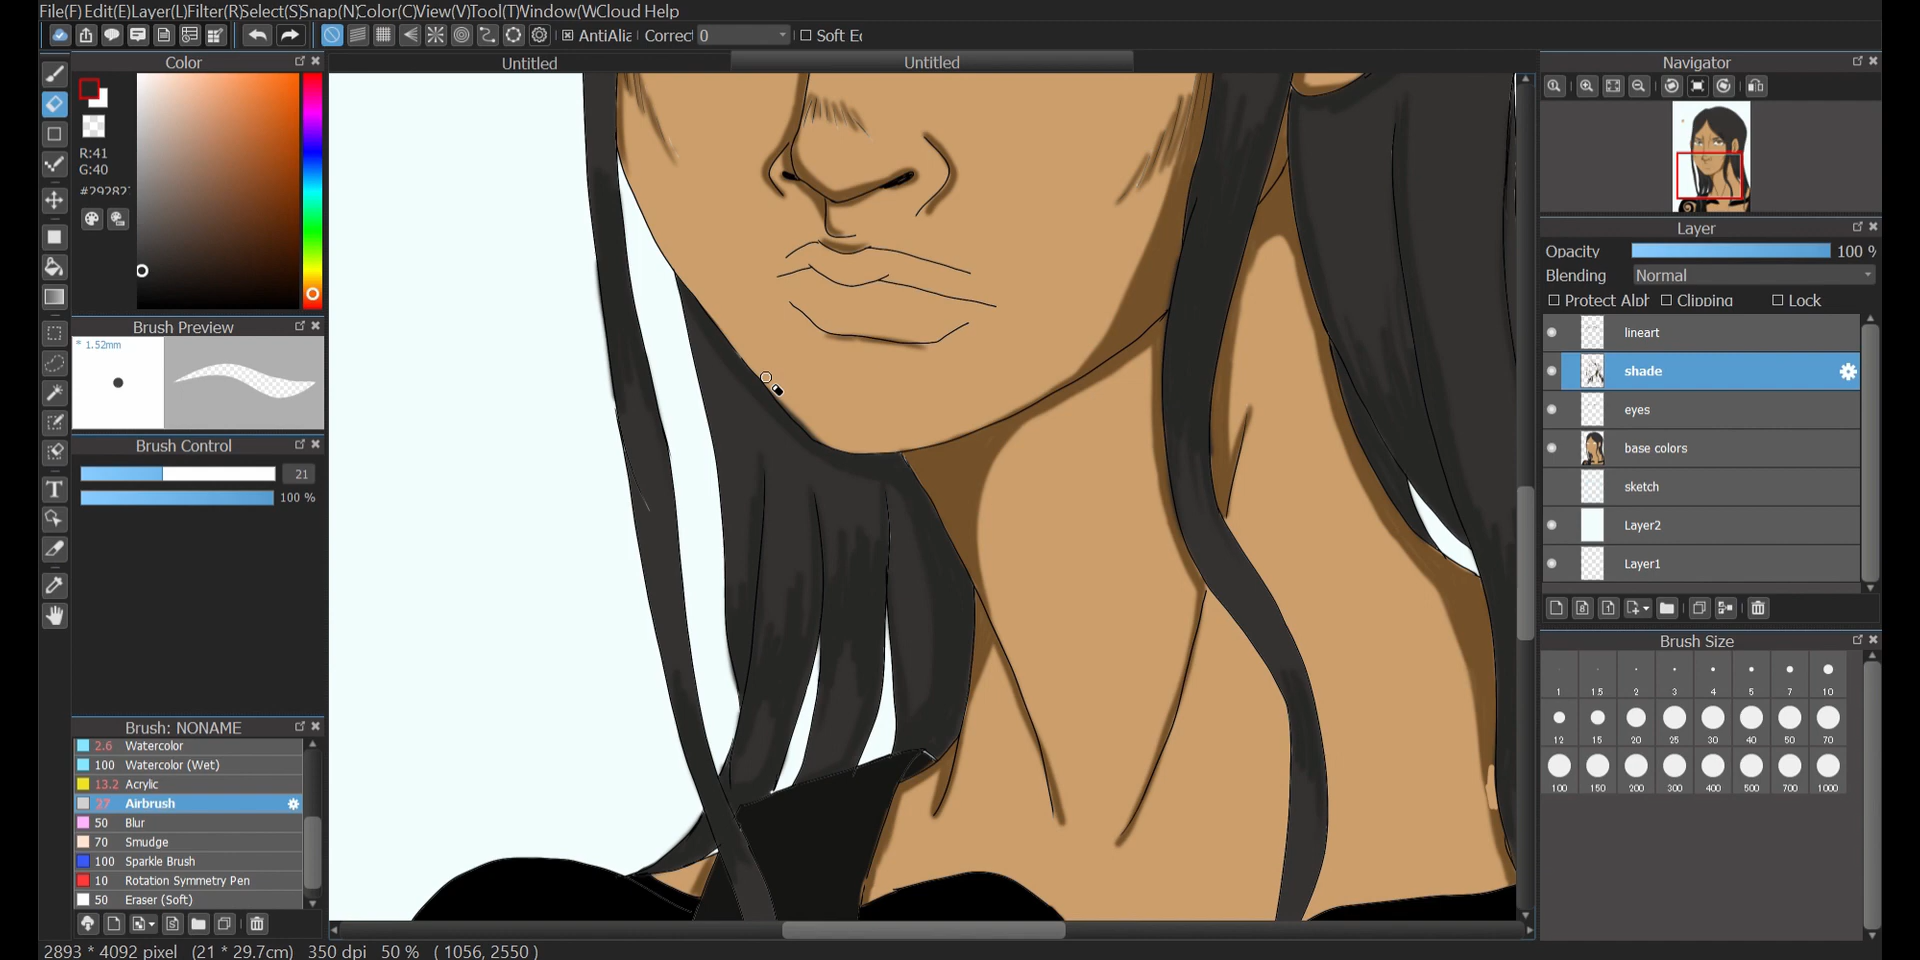 File(F) Edit(E) Layer(L) Filter(R) Select(S) Snap(N) Color(C) View(V) Tool(T) Window(W Cloud Help
AntiAlia Correct 0 Soft Ed
Color
Untitled
Untitled
Navigator
R:41
G:40
#29282
Layer
Opacity 100 %
Blending Normal
Protect Alph Clipping Lock
Brush Preview
* 1.52mm
lineart
shade
eyes
base colors
sketch
Layer2
Layer1
Brush Control
21
100 %
Brush Size
1 1.5 2 3 4 5 7 10
12 15 20 25 30 40 50 70
100 150 200 300 400 500 700 1000
Brush: NONAME
2.6 Watercolor
100 Watercolor (Wet)
13.2 Acrylic
27 Airbrush
50 Blur
70 Smudge
100 Sparkle Brush
10 Rotation Symmetry Pen
50 Eraser (Soft)
2893 * 4092 pixel (21 * 29.7cm) 350 dpi 50 % ( 1056, 2550 )